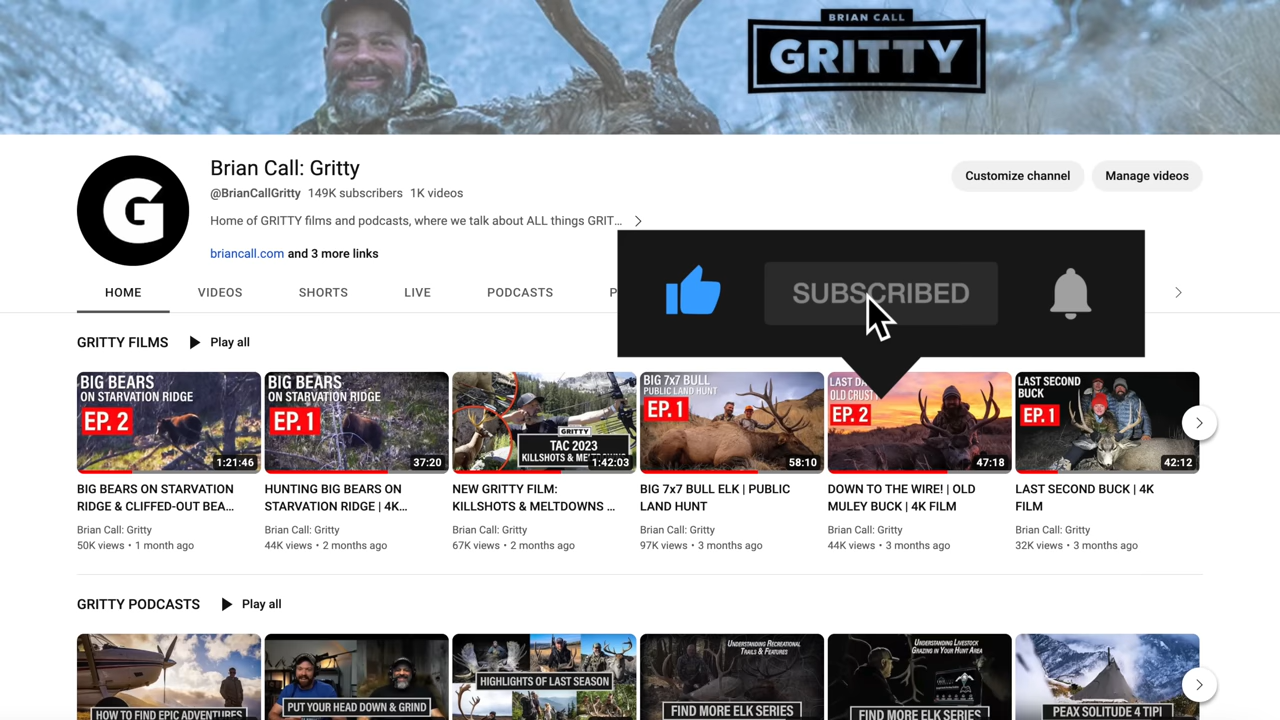 BRIAN CALL
GRITTY
G
Brian Call: Gritty
@BrianCallGritty 149K subscribers 1K videos
Customize channel
Manage videos
Home of GRITTY films and podcasts, where we talk about ALL things GRIT...
briancall.com and 3 more links
HOME
VIDEOS
SHORTS
LIVE
PODCASTS
P
SUBSCRIBED
GRITTY FILMS
Play all
BIG BEARS
ON STARVATION RIDGE
EP. 2
1:21:46
BIG BEARS
ON STARVATION RIDGE
EP.1
37:20
GRITTY
TAC 2023
KILLSHOTS & ME
1:42:03
BIG 7x7 BULL
PUBLIC LAND HUNT
EP.1
58:10
LAST DA
OLD CRUST
EP. 2
47:18
LAST SECOND
BUCK
EP.1
42:12
BIG BEARS ON STARVATION
RIDGE & CLIFFED-OUT BEA...
Brian Call: Gritty
50K views • 1 month ago
HUNTING BIG BEARS ON
STARVATION RIDGE | 4K...
Brian Call: Gritty
44K views • 2 months ago
NEW GRITTY FILM:
KILLSHOTS & MELTDOWNS ...
Brian Call: Gritty
67K views • 2 months ago
BIG 7x7 BULL ELK | PUBLIC
LAND HUNT
Brian Call: Gritty
97K views • 3 months ago
DOWN TO THE WIRE! | OLD
MULEY BUCK | 4K FILM
Brian Call: Gritty
44K views • 3 months ago
LAST SECOND BUCK | 4K
FILM
Brian Call: Gritty
32K views • 3 months ago
GRITTY PODCASTS
Play all
HOW TO FIND EPIC ADVENTURES
PUT YOUR HEAD DOWN & GRIND
HIGHLIGHTS OF LAST SEASON
UNDERSTANDING RECREATIONAL
TRAILS & FEATURES
FIND MORE ELK SERIES
UNDERSTANDING LIVESTOCK
GRAZING IN YOUR HUNT AREA
FIND MORE ELK SERIES
PEAX SOLITUDE 4 TIPI